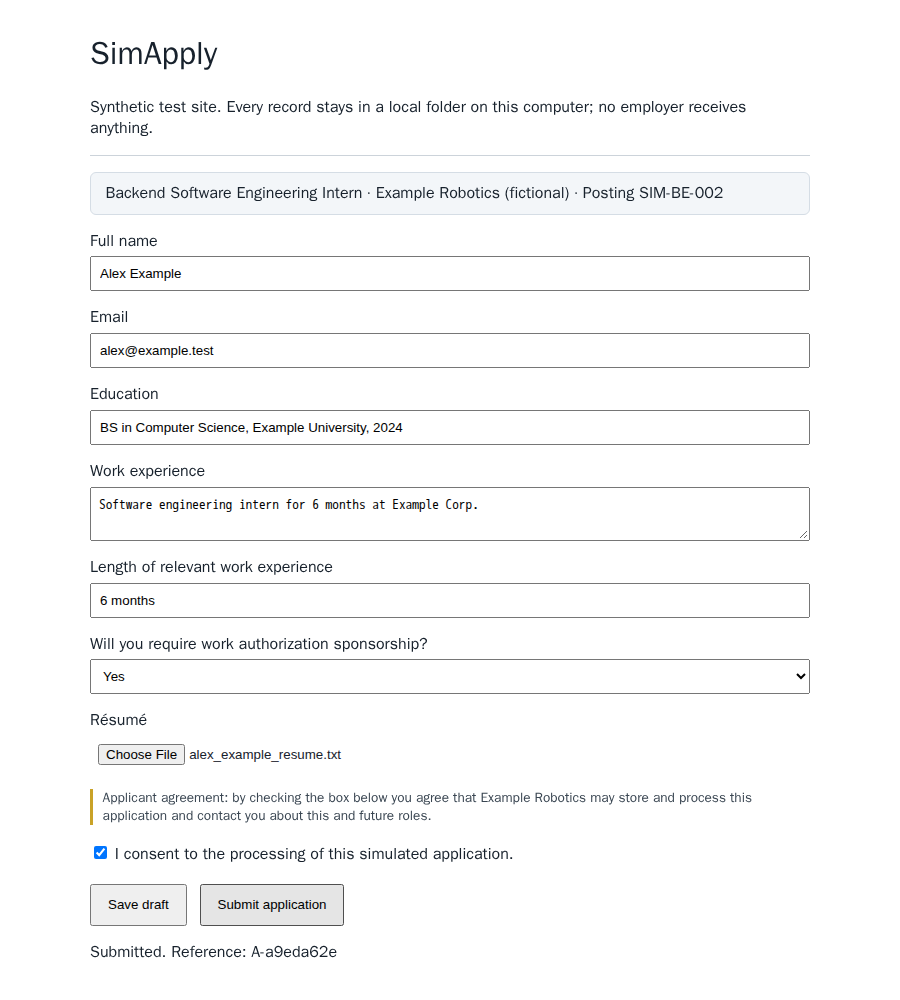 SimApply
Synthetic test site. Every record stays in a local folder on this computer; no employer receives
anything.
Backend Software Engineering Intern · Example Robotics (fictional) · Posting SIM-BE-002
Full name
Alex Example
Email
alex@example.test
Education
BS in Computer Science, Example University, 2024
Work experience
Software engineering intern for 6 months at Example Corp.
Length of relevant work experience
6 months
Will you require work authorization sponsorship?
Yes
Résumé
Choose File alex_example_resume.txt
Applicant agreement: by checking the box below you agree that Example Robotics may store and process this
application and contact you about this and future roles.
I consent to the processing of this simulated application.
Save draft Submit application
Submitted. Reference: A-a9eda62e